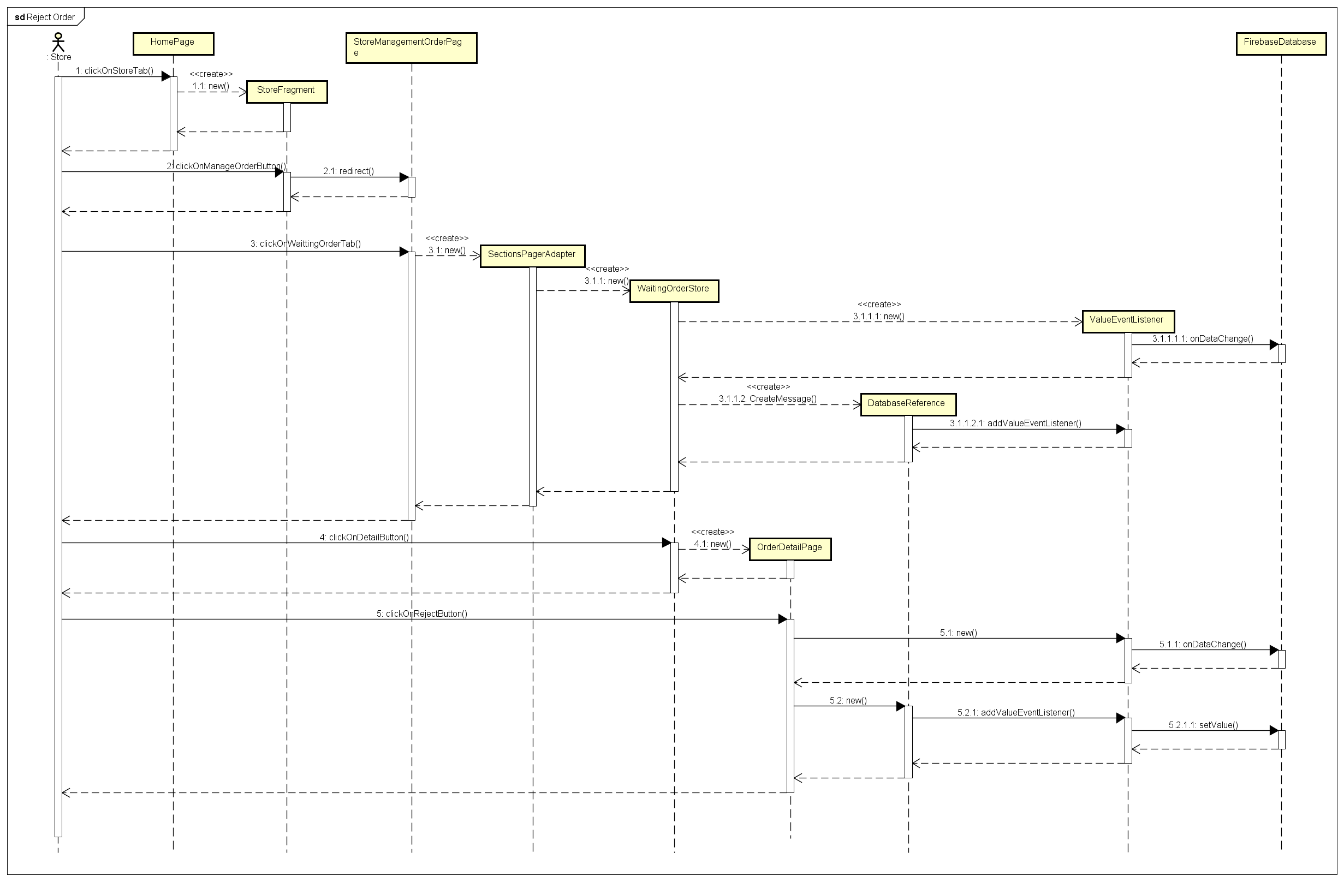 sd Reject Order
: Store
HomePage
StoreManagementOrderPag
e
FirebaseDatabase
1: clickOnStoreTab()
<<create>>
1.1: new()
StoreFragment
2: clickOnManageOrderButton()
2.1: redirect()
3: clickOnWaittingOrderTab()
<<create>>
3.1: new()
SectionsPagerAdapter
<<create>>
3.1.1: new()
WaitingOrderStore
<<create>>
3.1.1.1: new()
ValueEventListener
3.1.1.1.1: onDataChange()
<<create>>
3.1.1.2: CreateMessage()
DatabaseReference
3.1.1.2.1: addValueEventListener()
4: clickOnDetailButton()
<<create>>
4.1: new()
OrderDetailPage
5: clickOnRejectButton()
5.1: new()
5.1.1: onDataChange()
5.2: new()
5.2.1: addValueEventListener()
5.2.1.1: setValue()